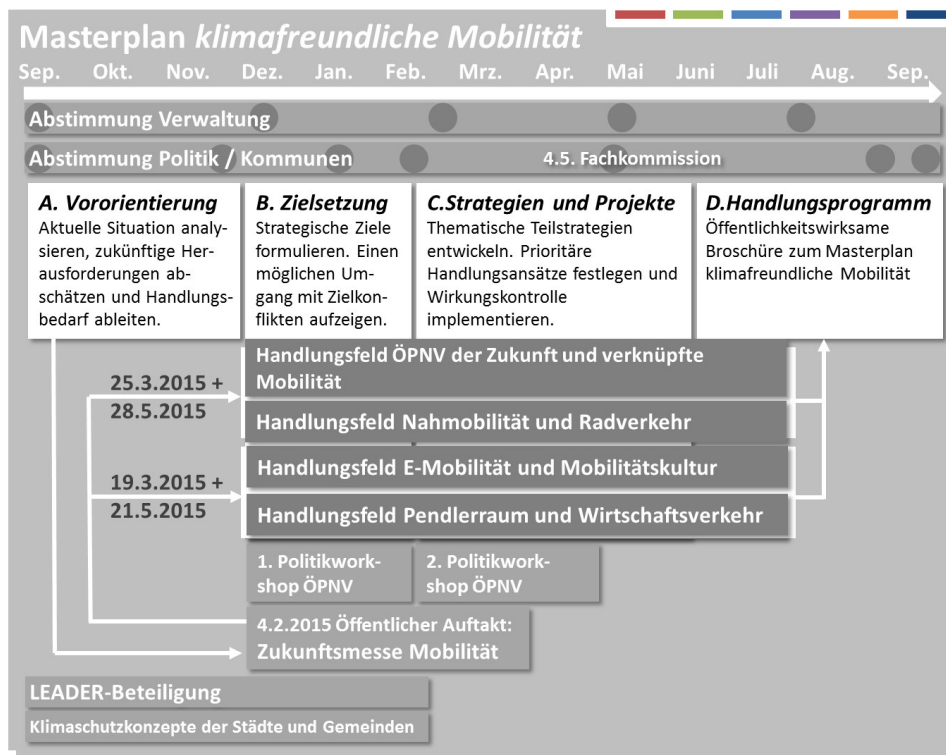 Masterplan klimafreundliche Mobilität
Sep. Okt. Nov. Dez. Jan. Feb. Mrz. Apr. Mai Juni Juli Aug. Sep.
Abstimmung Verwaltung
Abstimmung Politik / Kommunen 4.5. Fachkommission
A. Vororientierung
Aktuelle Situation analy-
sieren, zukünftige Her-
ausforderungen ab-
schätzen und Handlungs-
bedarf ableiten.
B. Zielsetzung
Strategische Ziele
formulieren. Einen
möglichen Um-
gang mit Zielkon-
flikten aufzeigen.
C.Strategien und Projekte
Thematische Teilstrategien
entwickeln. Prioritäre
Handlungsansätze festlegen und
Wirkungskontrolle
implementieren.
D.Handlungsprogramm
Öffentlichkeitswirksame
Broschüre zum Masterplan
klimafreundliche Mobilität
25.3.2015 +
28.5.2015
Handlungsfeld ÖPNV der Zukunft und verknüpfte
Mobilität
Handlungsfeld Nahmobilität und Radverkehr
19.3.2015 +
21.5.2015
Handlungsfeld E-Mobilität und Mobilitätskultur
Handlungsfeld Pendlerraum und Wirtschaftsverkehr
1. Politikwork-
shop ÖPNV
2. Politikwork-
shop ÖPNV
4.2.2015 Öffentlicher Auftakt:
Zukunftsmesse Mobilität
LEADER-Beteiligung
Klimaschutzkonzepte der Städte und Gemeinden